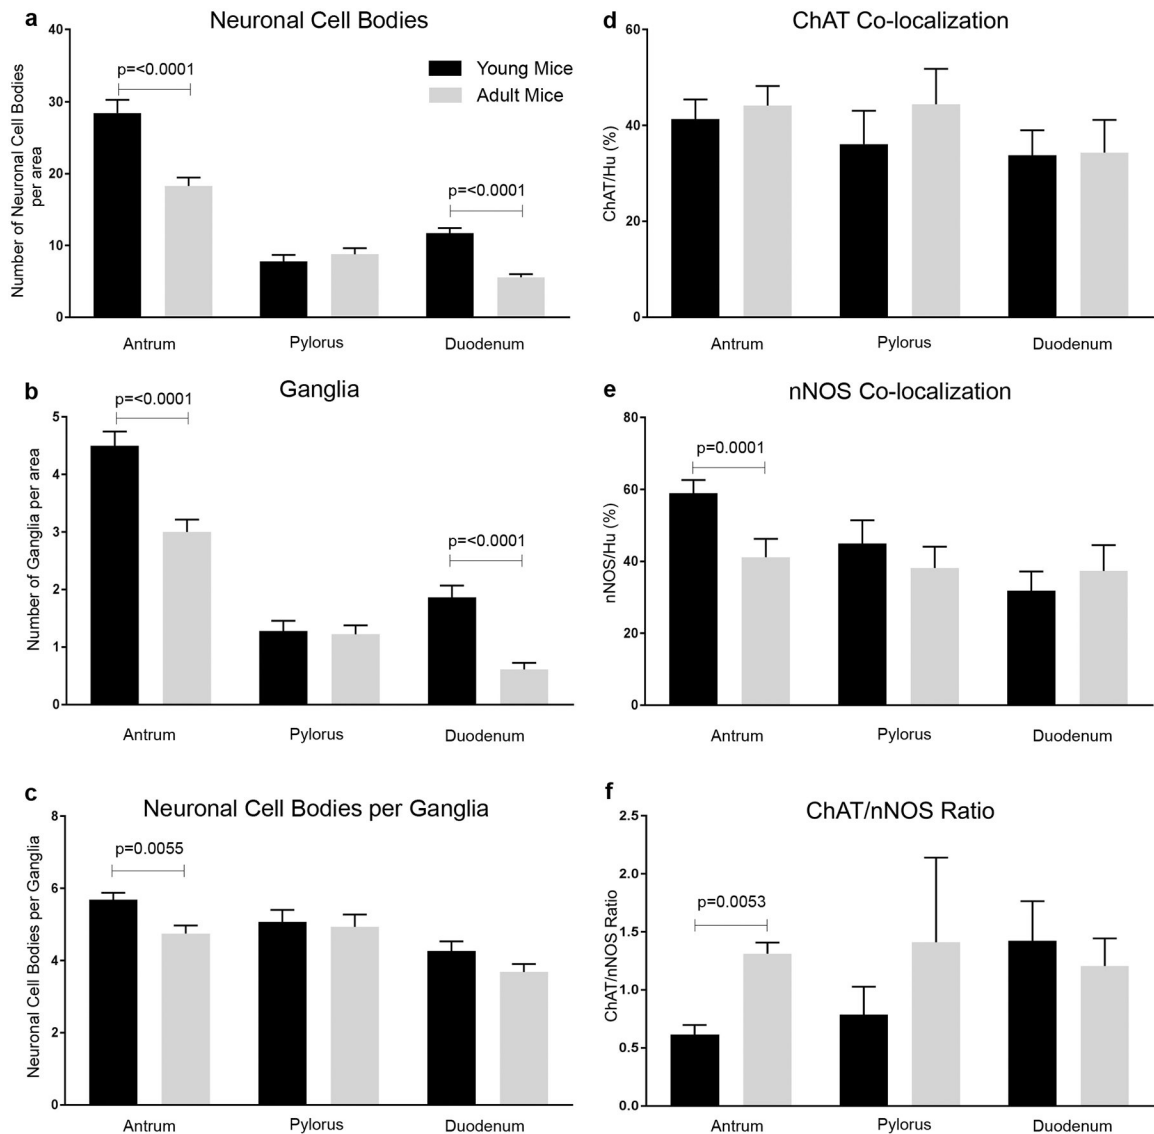 a
Neuronal Cell Bodies
Number of Neuronal Cell Bodies
per area
40
30
20
10
0
p=<0.0001
p=<0.0001
Young Mice
Adult Mice
Antrum
Pylorus
Duodenum
d
ChAT Co-localization
ChAT/Hu (%)
60
40
20
0
Antrum
Pylorus
Duodenum
b
Ganglia
Number of Ganglia per area
5
4
3
2
1
0
p=<0.0001
p=<0.0001
Antrum
Pylorus
Duodenum
e
nNOS Co-localization
nNOS/Hu (%)
80
60
40
20
0
p=0.0001
Antrum
Pylorus
Duodenum
c
Neuronal Cell Bodies per Ganglia
Neuronal Cell Bodies per Ganglia
8
6
4
2
0
p=0.0055
Antrum
Pylorus
Duodenum
f
ChAT/nNOS Ratio
ChAT/nNOS Ratio
2.5
2.0
1.5
1.0
0.5
0.0
p=0.0053
Antrum
Pylorus
Duodenum